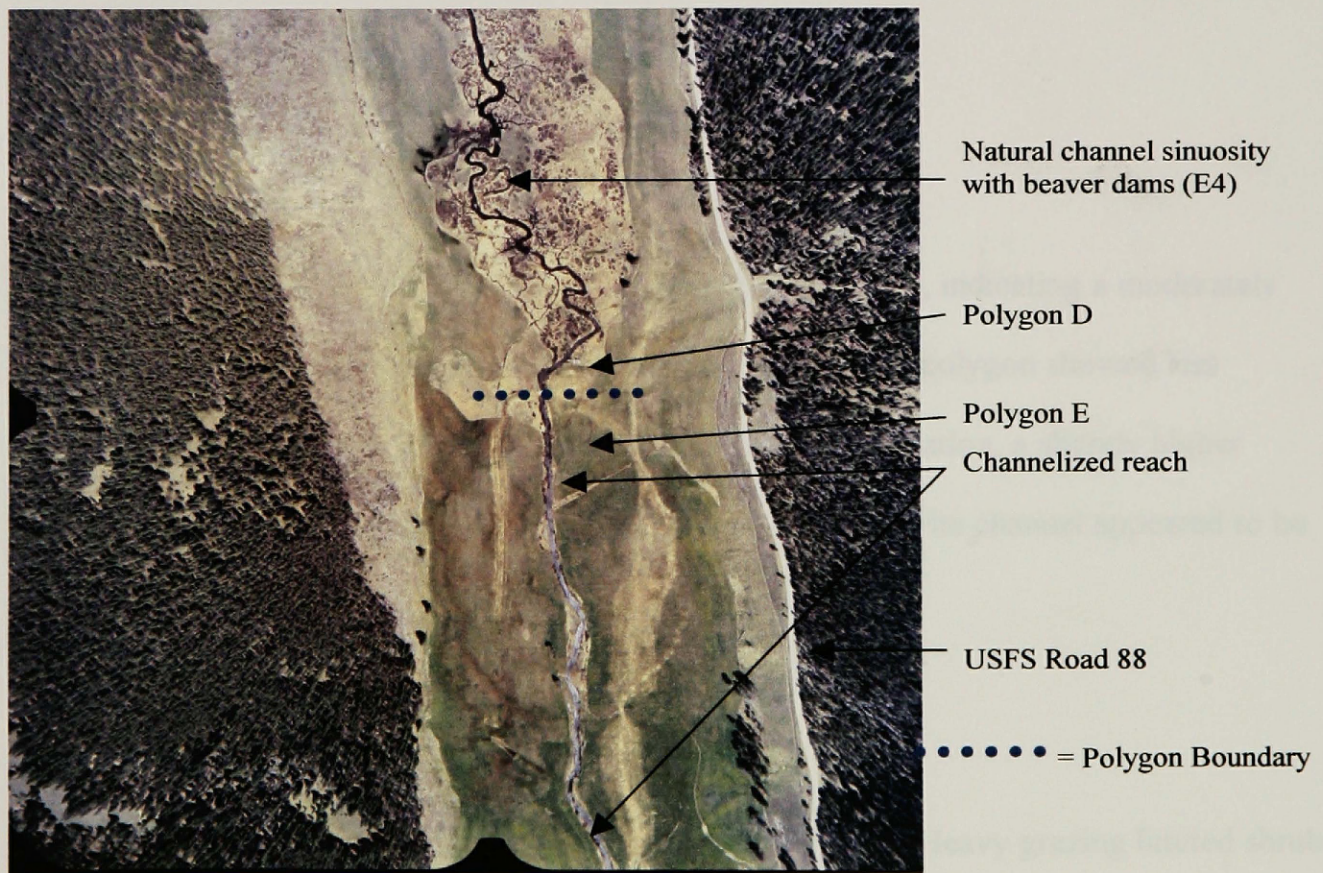 Natural channel sinuosity
with beaver dams (E4)
Polygon D
Polygon E
Channelized reach
USFS Road 88
= Polygon Boundary